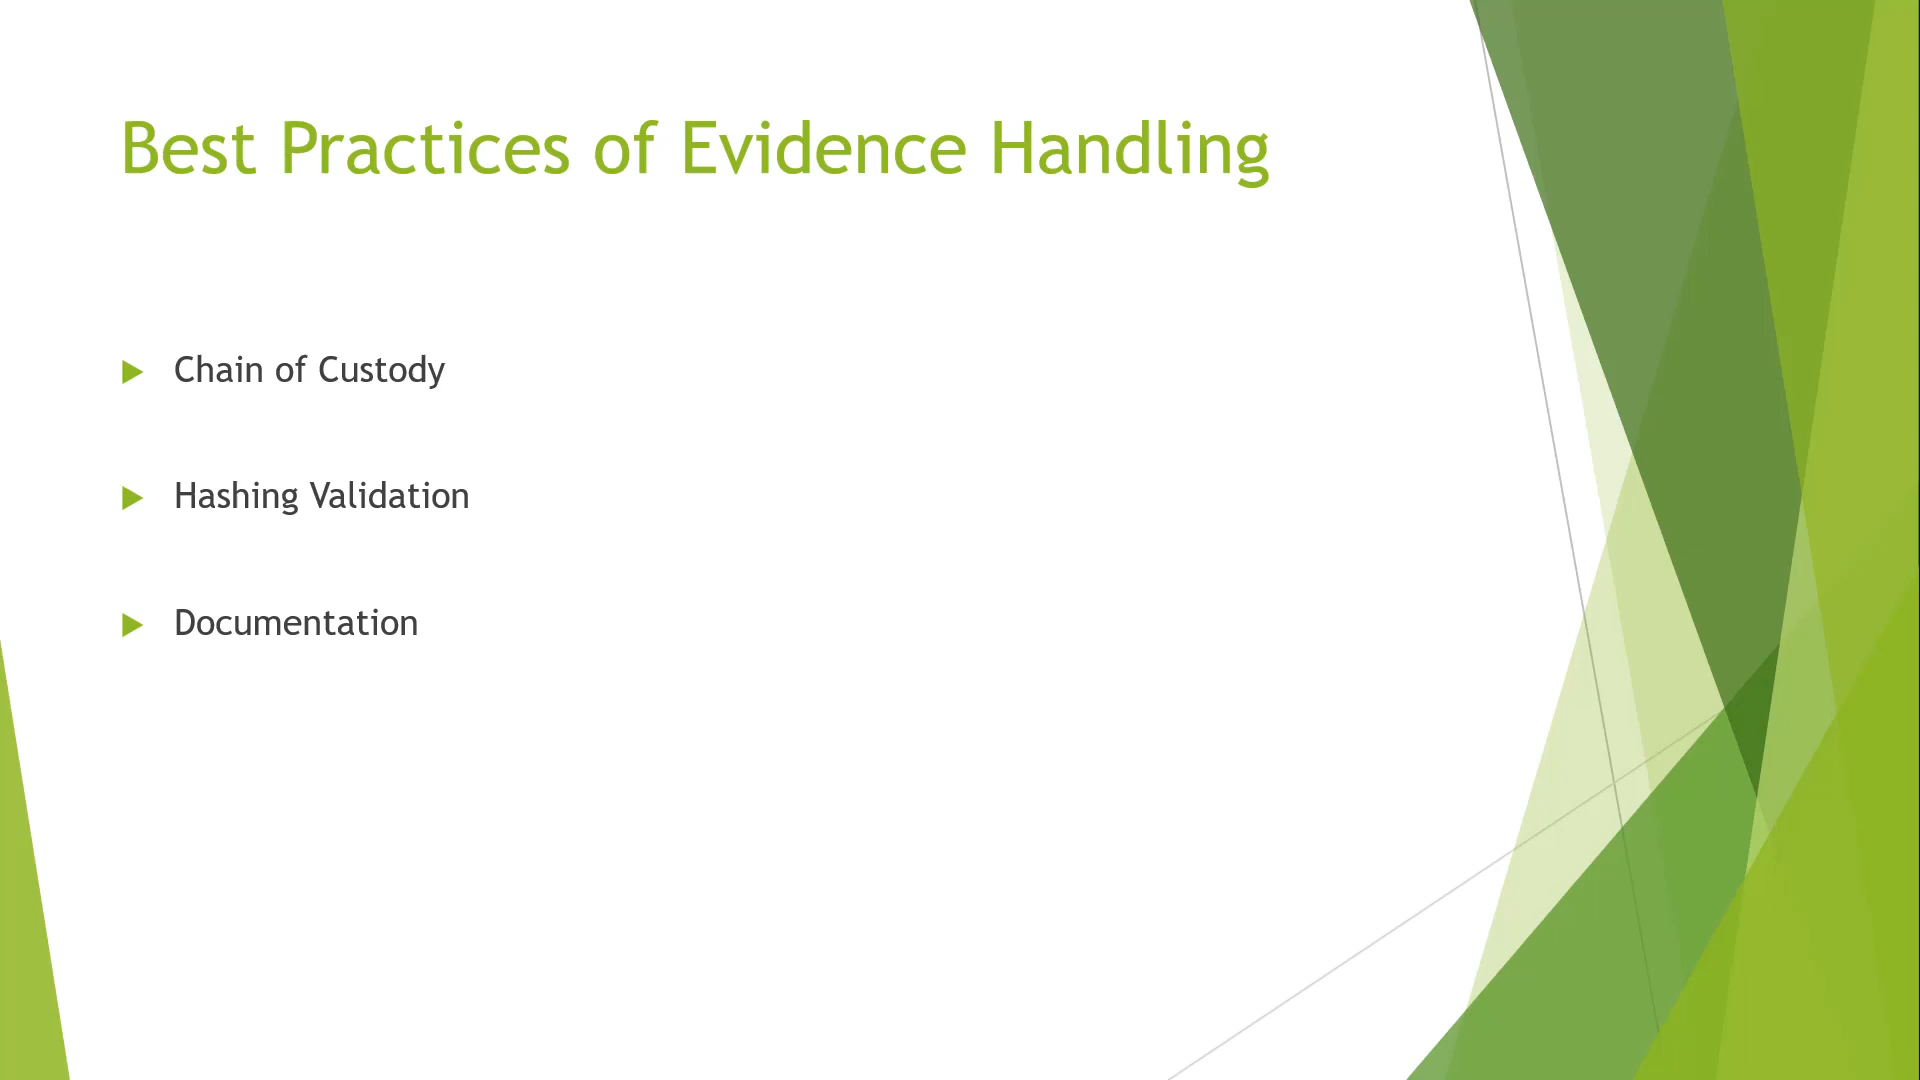 Best Practices of Evidence Handling
Chain of Custody
Hashing Validation
Documentation